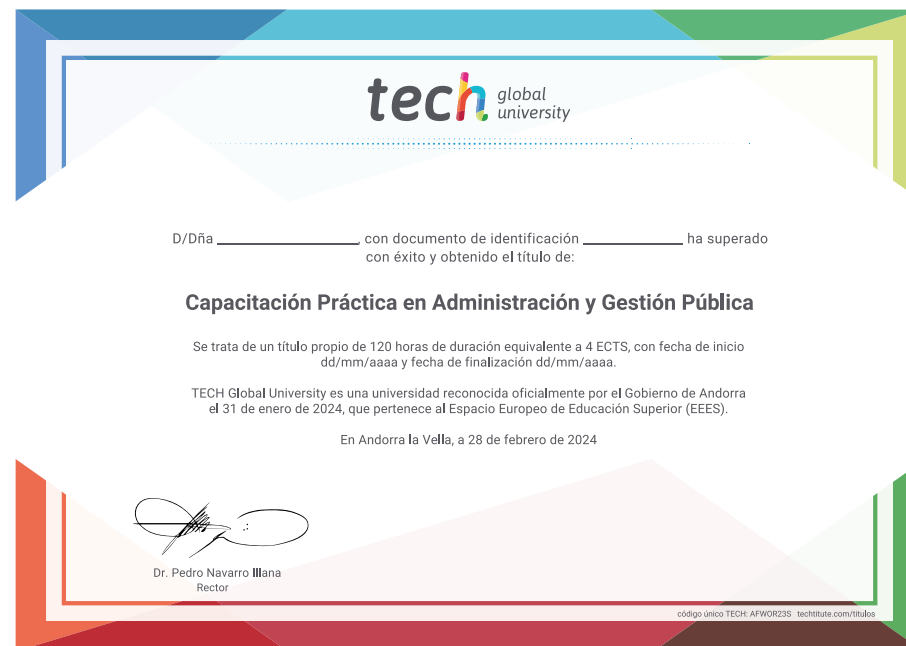 tech global university
D/Dña ____________________, con documento de identificación ______________ ha superado
con éxito y obtenido el título de:
Capacitación Práctica en Administración y Gestión Pública
Se trata de un título propio de 120 horas de duración equivalente a 4 ECTS, con fecha de inicio
dd/mm/aaaa y fecha de finalización dd/mm/aaaa.
TECH Global University es una universidad reconocida oficialmente por el Gobierno de Andorra
el 31 de enero de 2024, que pertenece al Espacio Europeo de Educación Superior (EEES).
En Andorra la Vella, a 28 de febrero de 2024
Dr. Pedro Navarro Illana
Rector
código único TECH: AFWOR23S techtitute.com/titulos